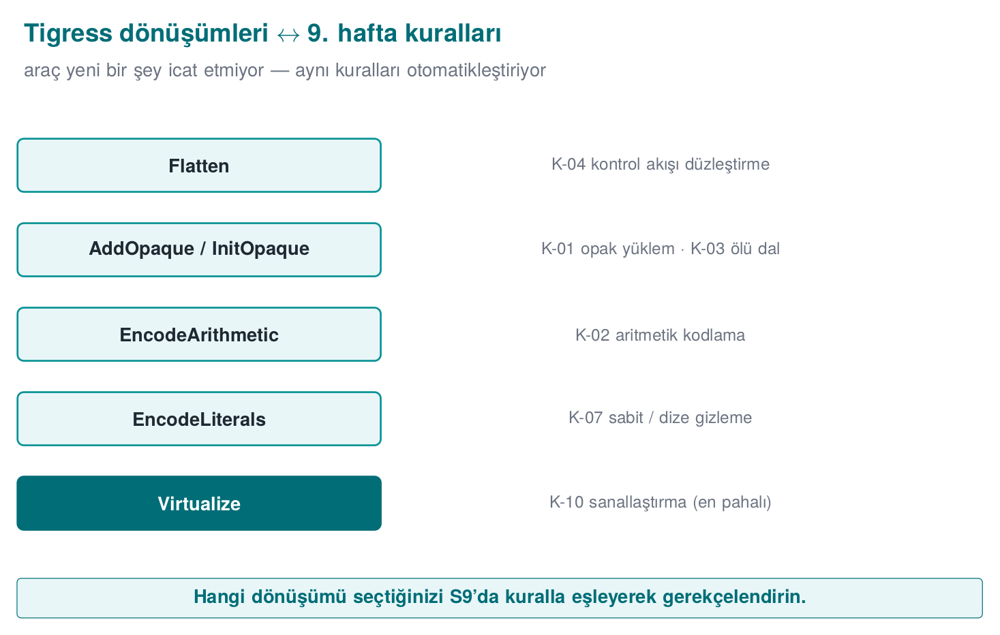 Tigress dönüşümleri ↔ 9. hafta kuralları
araç yeni bir şey icat etmiyor — aynı kuralları otomatikleştiriyor
Flatten
K-04 kontrol akışı düzleştirme
AddOpaque / InitOpaque
K-01 opak yüklem · K-03 ölü dal
EncodeArithmetic
K-02 aritmetik kodlama
EncodeLiterals
K-07 sabit / dize gizleme
Virtualize
K-10 sanallaştırma (en pahalı)
Hangi dönüşümü seçtiğinizi S9’da kuralla eşleyerek gerekçelendirin.